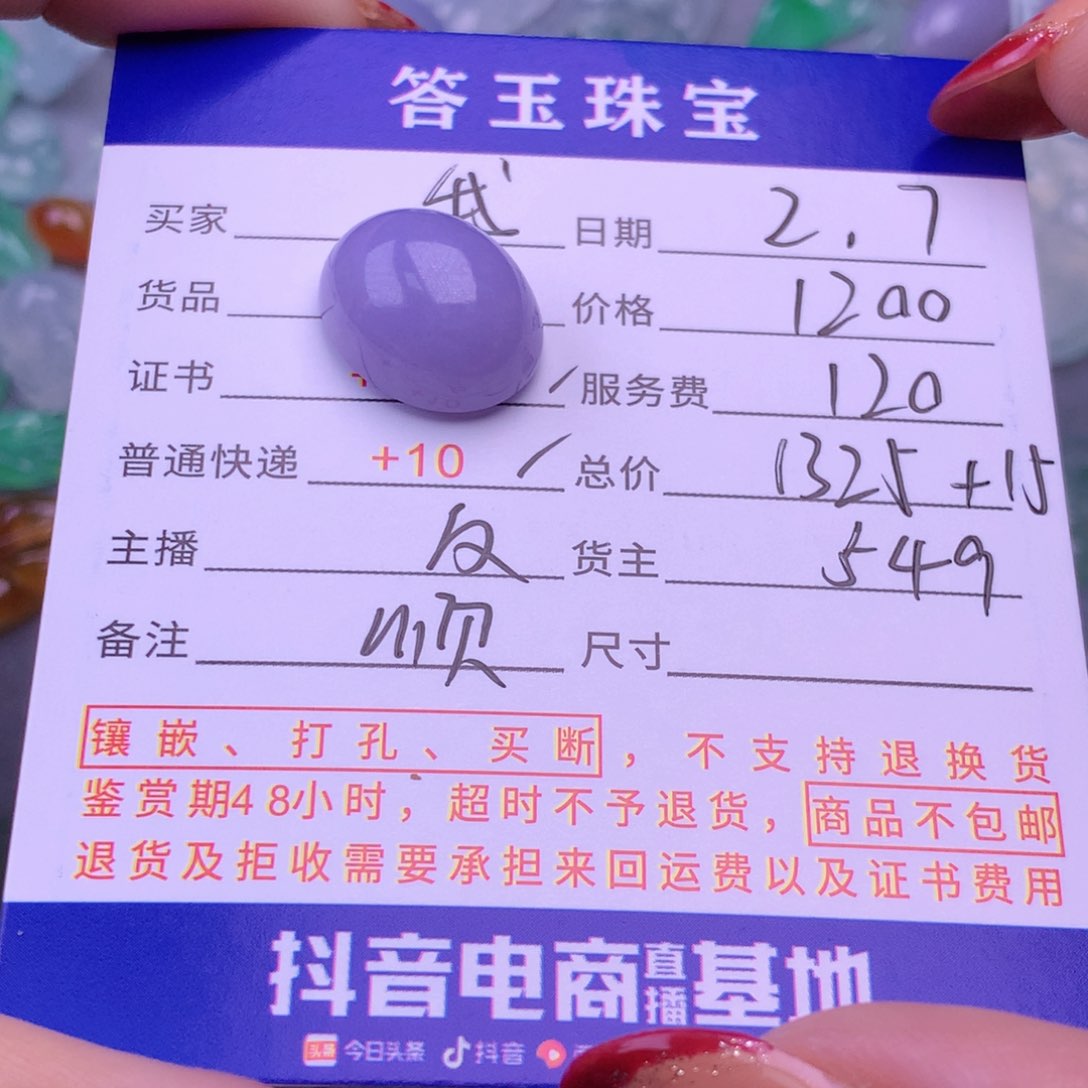 答玉珠宝
买家 日期 2.7
货品 价格 1200
证书 / 服务费 120
普通快递 +10 / 总价 1325 +15
主播 货主 549
备注 顺 尺寸
镶嵌、打孔、买断，不支持退换货
鉴赏期48小时，超时不予退货，商品不包邮
退货及拒收需要承担来回运费以及证书费用
抖音电商直播基地
头条 今日头条 抖音